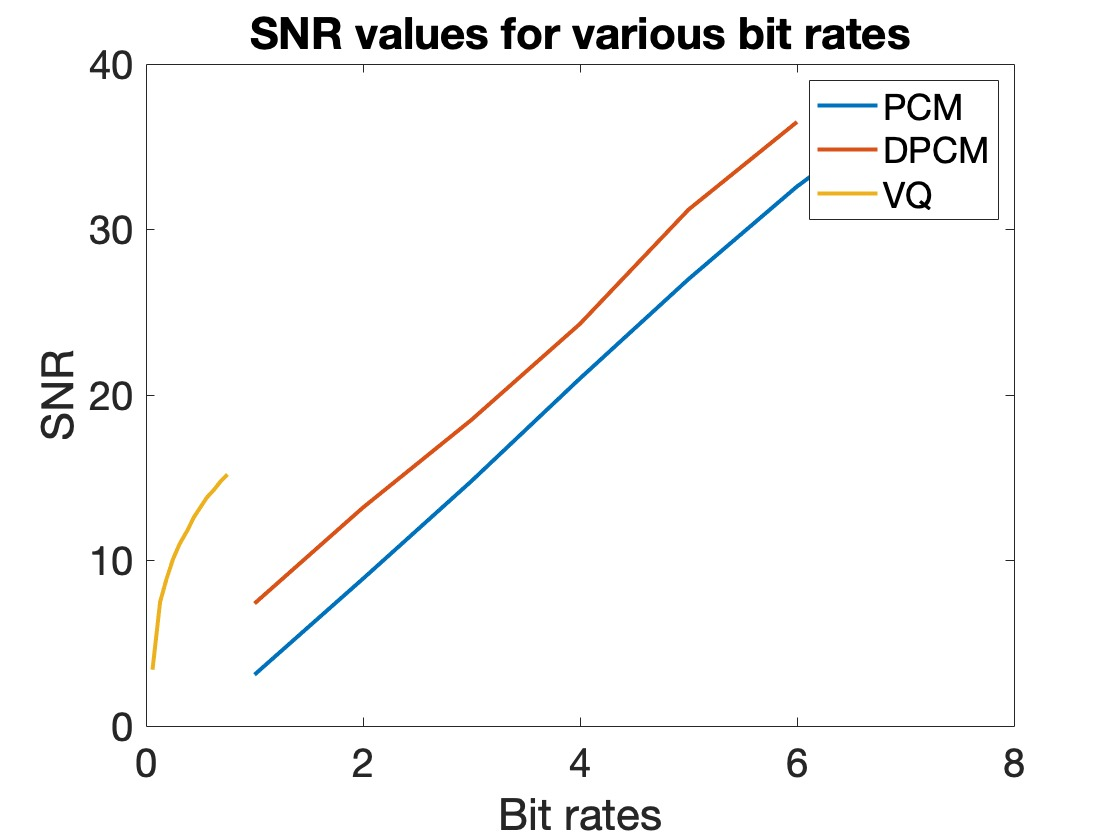 SNR values for various bit rates
40
30
20
10
0
SNR
0 2 4 6 8
Bit rates
PCM
DPCM
VQ